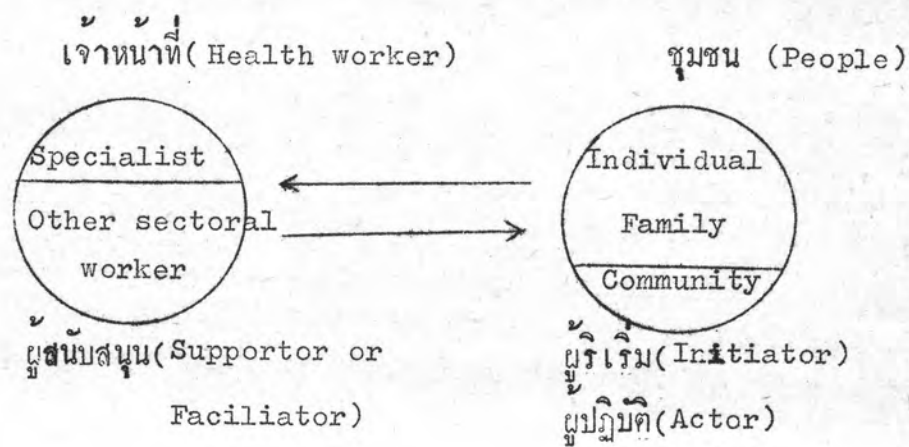 เจ้าหน้าที่(Health worker)
ชุมชน (People)
Specialist
Other sectoral
worker
Individual
Family
Community
ผู้สนับสนุน(Supportor or
Faciliator)
ผู้ริเริ่ม(Initiator)
ผู้ปฏิบัติ(Actor)